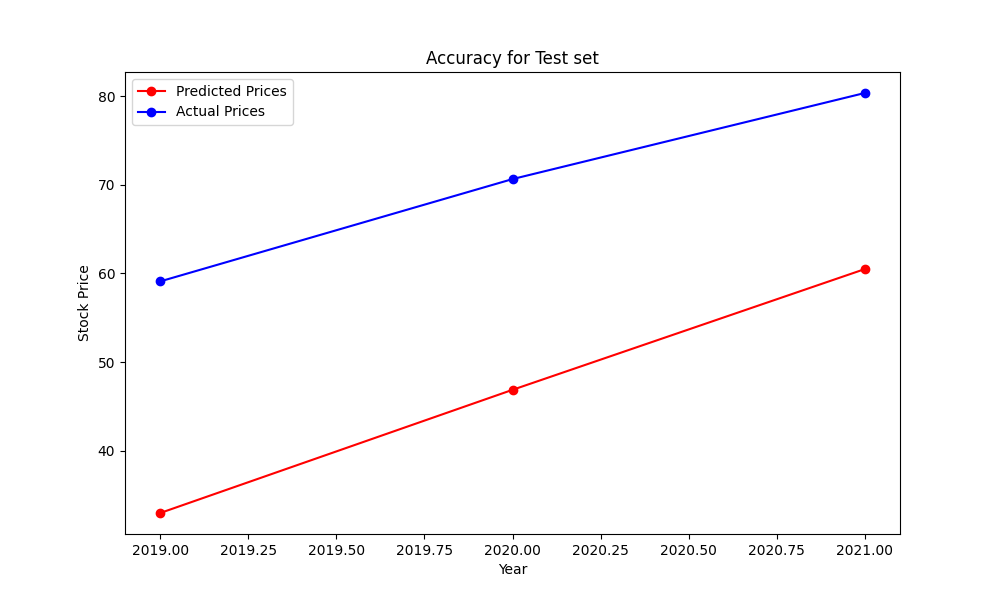 Accuracy for Test set
Predicted Prices
Actual Prices
80
70
60
50
40
Stock Price
2019.00 2019.25 2019.50 2019.75 2020.00 2020.25 2020.50 2020.75 2021.00
Year